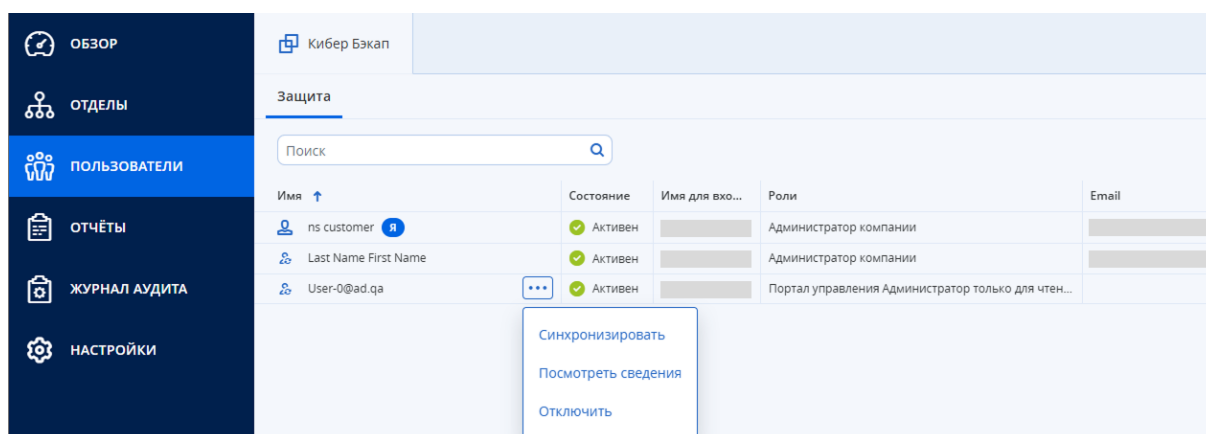 ОБЗОР
ОТДЕЛЫ
ПОЛЬЗОВАТЕЛИ
ОТЧЁТЫ
ЖУРНАЛ АУДИТА
НАСТРОЙКИ
Кибер Бэкап
Защита
Поиск
Имя Состояние Имя для вхо... Роли Email
ns customer Я Активен Администратор компании
Last Name First Name Активен Администратор компании
User-0@ad.qa ... Активен Портал управления Администратор только для чтен...
Синхронизировать
Посмотреть сведения
Отключить